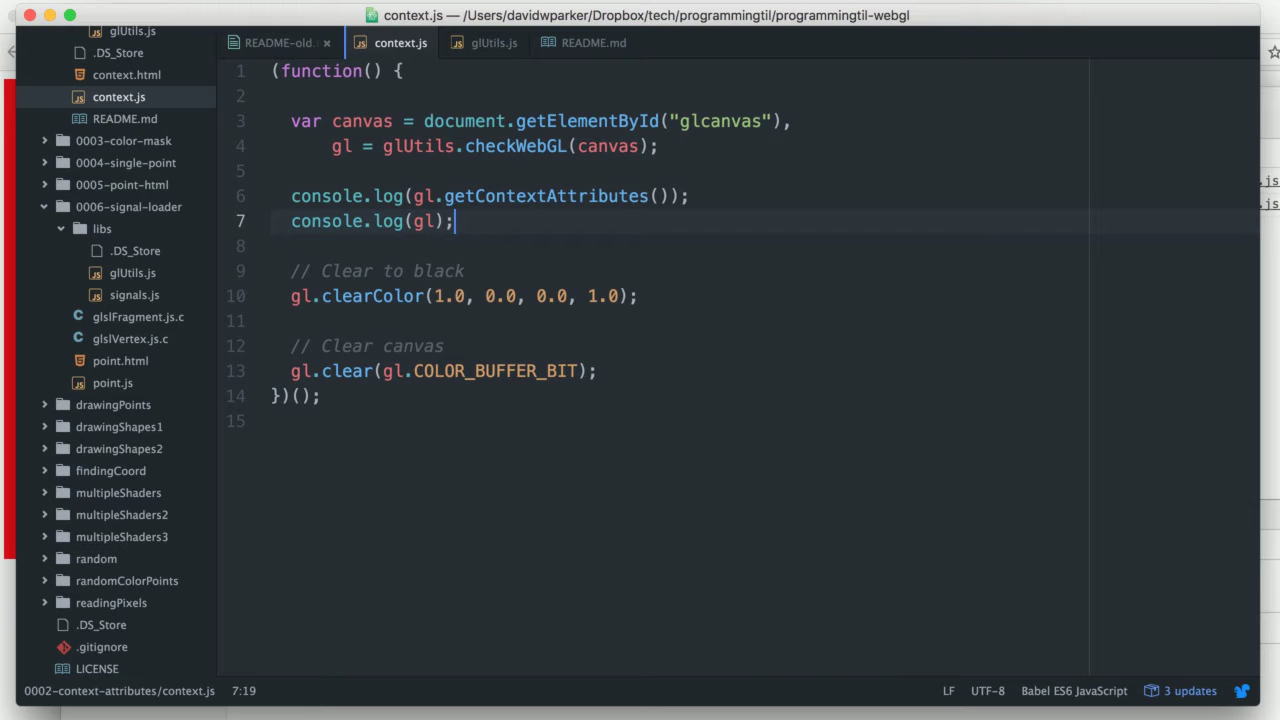 context.js — /Users/davidwparker/Dropbox/tech/programmingtil/programmingtil-webgl
glUtils.js
.DS_Store
context.html
context.js
README.md
0003-color-mask
0004-single-point
0005-point-html
0006-signal-loader
libs
.DS_Store
glUtils.js
signals.js
glslFragment.js.c
glslVertex.js.c
point.html
point.js
drawingPoints
drawingShapes1
drawingShapes2
findingCoord
multipleShaders
multipleShaders2
multipleShaders3
random
randomColorPoints
readingPixels
.DS_Store
.gitignore
LICENSE
README-old. context.js glUtils.js README.md
1 (function() {
2
3 var canvas = document.getElementById("glcanvas"),
4 gl = glUtils.checkWebGL(canvas);
5
6 console.log(gl.getContextAttributes());
7 console.log(gl);
8
9 // Clear to black
10 gl.clearColor(1.0, 0.0, 0.0, 1.0);
11
12 // Clear canvas
13 gl.clear(gl.COLOR_BUFFER_BIT);
14 })();
15
.js
.js
0002-context-attributes/context.js 7:19 LF UTF-8 Babel ES6 JavaScript 3 updates